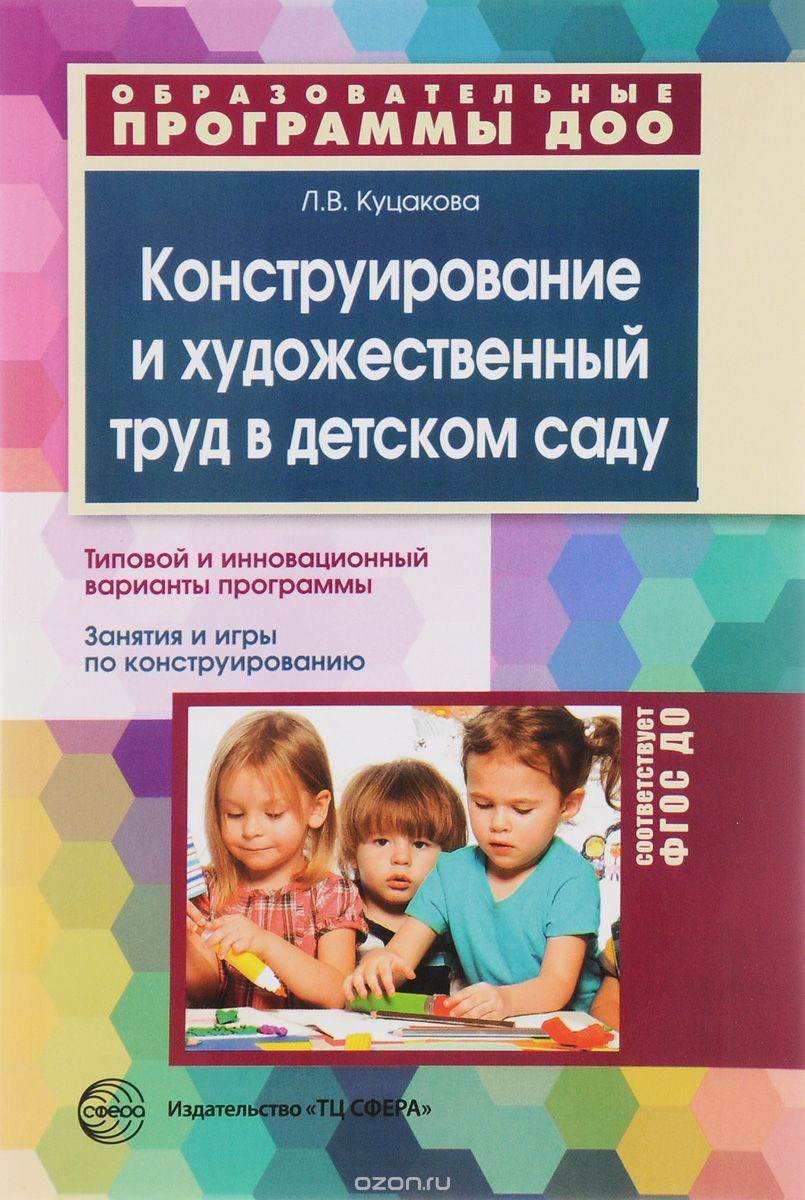 ОБРАЗОВАТЕЛЬНЫЕ
ПРОГРАММЫ ДОО
Л.В. Куцакова
Конструирование
и художественный
труд в детском саду
Типовой и инновационный
варианты программы
Занятия и игры
по конструированию
соответствует
ФГОС ДО
сфера
Издательство «ТЦ СФЕРА»
ozon.ru